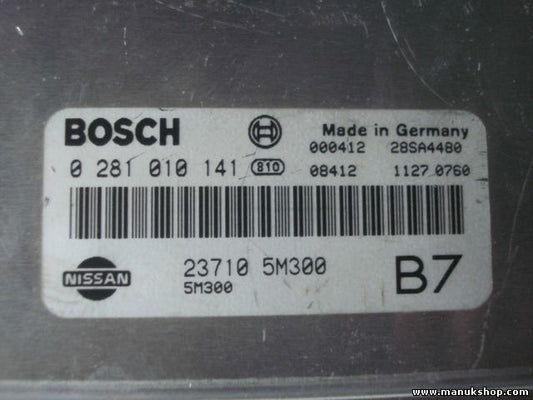 BOSCH
Made in Germany
000412 28SA4480
0 281 010 141 810
08412 1127 0760
NISSAN
23710 5M300
5M300
B7
www.manukshop.com